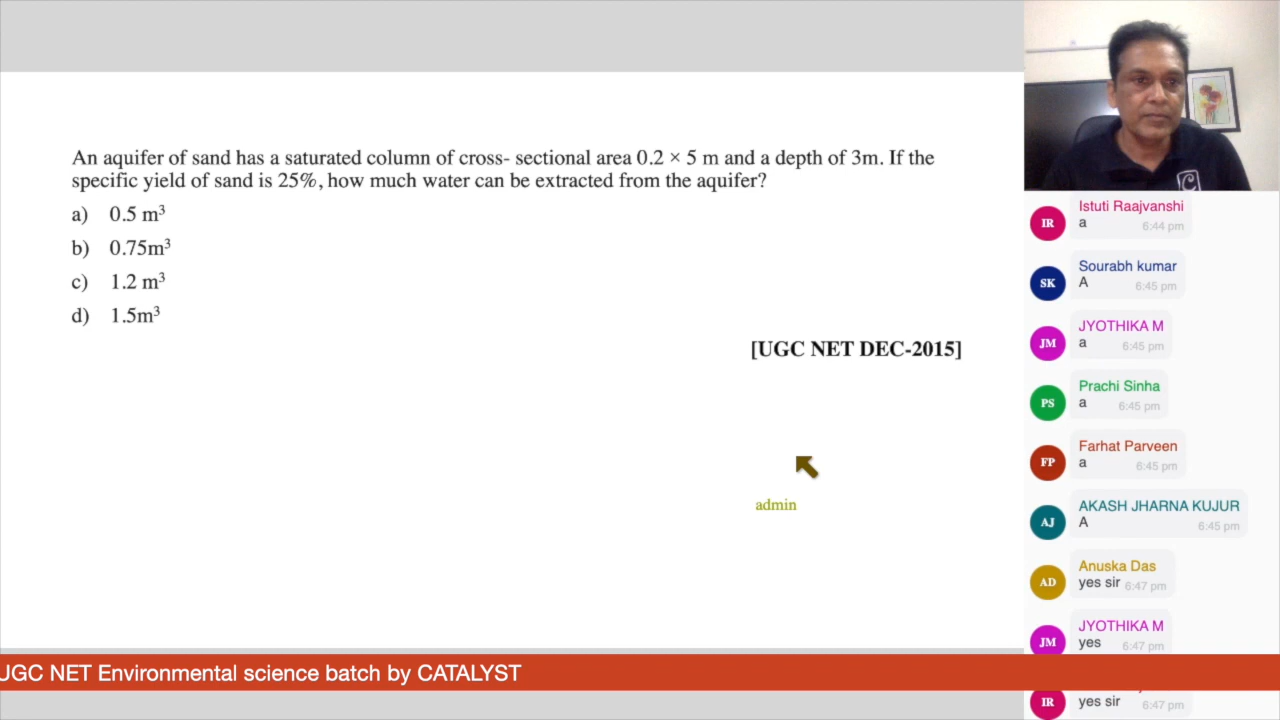 An aquifer of sand has a saturated column of cross- sectional area 0.2 × 5 m and a depth of 3m. If the
specific yield of sand is 25%, how much water can be extracted from the aquifer?
a) 0.5 m³
b) 0.75m³
c) 1.2 m³
d) 1.5m³
[UGC NET DEC-2015]
admin
Istuti Raajvanshi
IR
a
6:44 pm
Sourabh kumar
SK
A
6:45 pm
JYOTHIKA M
JM
a
6:45 pm
Prachi Sinha
PS
a
6:45 pm
Farhat Parveen
FP
a
6:45 pm
AKASH JHARNA KUJUR
AJ
A
6:45 pm
Anuska Das
AD
yes sir 6:47 pm
JYOTHIKA M
JM
yes
6:47 pm
UGC NET Environmental science batch by CATALYST
IR
yes sir 6:47 pm